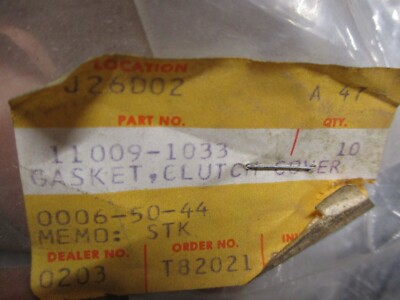 LOCATION
J26D02 A 47
PART NO. QTY.
11009-1033 / 10
GASKET, CLUTCH COVER
0006-50-44
MEMO: STK
DEALER NO. ORDER NO.
0203 T82021